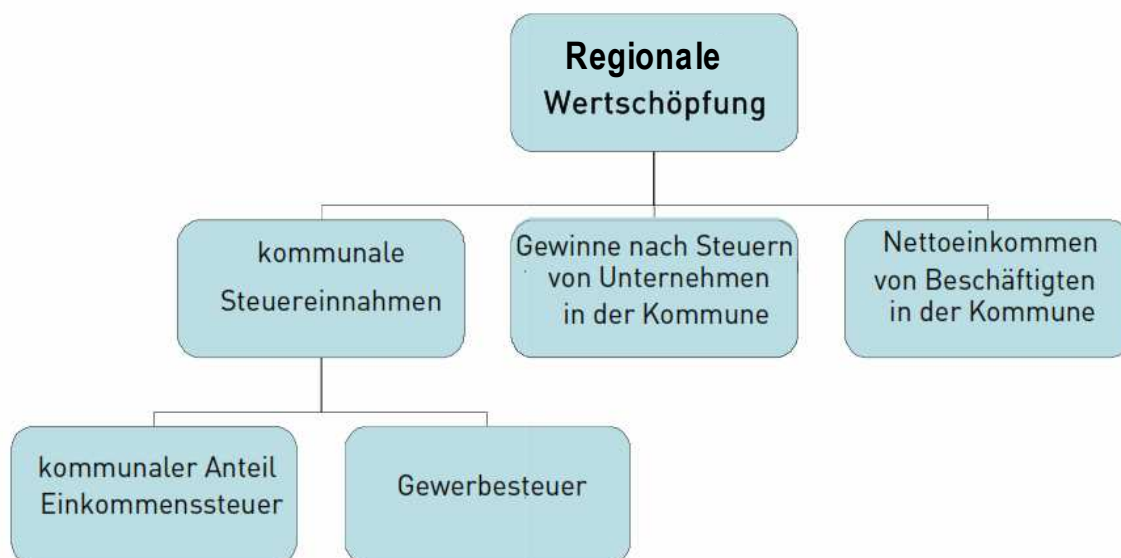 Regionale
Wertschöpfung
kommunale
Steuereinnahmen
Gewinne nach Steuern
von Unternehmen
in der Kommune
Nettoeinkommen
von Beschäftigten
in der Kommune
kommunaler Anteil
Einkommenssteuer
Gewerbesteuer